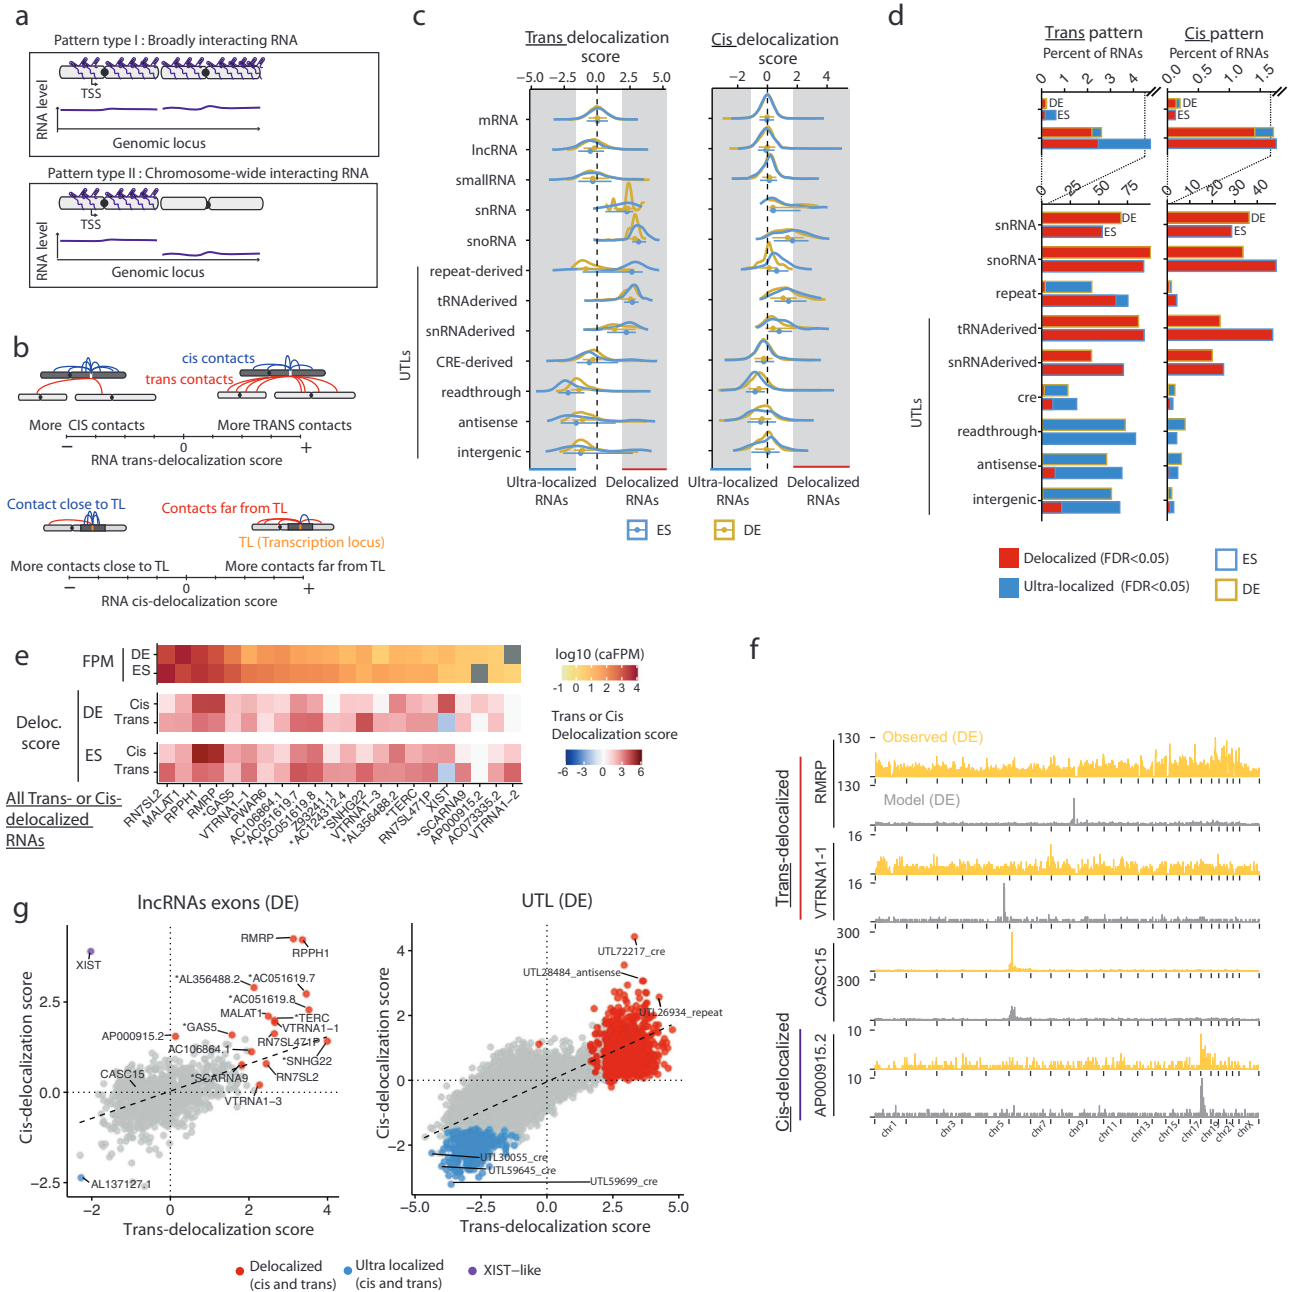 a
Pattern type I : Broadly interacting RNA
RNA level
TSS
Genomic locus
Pattern type II : Chromosome-wide interacting RNA
RNA level
TSS
Genomic locus
b
cis contacts
trans contacts
More CIS contacts
More TRANS contacts
− 0 +
RNA trans-delocalization score
Contact close to TL
Contacts far from TL
TL (Transcription locus)
More contacts close to TL
More contacts far from TL
− 0 +
RNA cis-delocalization score
c
Trans delocalization
score
Cis delocalization
score
−5.0 −2.5 0.0 2.5 5.0
−2 0 2 4
mRNA
lncRNA
smallRNA
snRNA
snoRNA
repeat-derived
tRNAderived
snRNAderived
CRE-derived
readthrough
antisense
intergenic
UTLs
Ultra-localized
RNAs
Delocalized
RNAs
Ultra-localized
RNAs
Delocalized
RNAs
ES
DE
d
Trans pattern
Percent of RNAs
Cis pattern
Percent of RNAs
0 1 2 3 4
0.0 0.5 1.0 1.5
DE
ES
DE
ES
0 25 50 75
0 10 20 30 40
snRNA
DE
ES
DE
ES
snoRNA
repeat
tRNAderived
snRNAderived
cre
readthrough
antisense
intergenic
UTLs
Delocalized (FDR<0.05)
Ultra-localized (FDR<0.05)
ES
DE
e
FPM
DE
ES
Deloc.
score
DE
Cis
Trans
ES
Cis
Trans
All Trans- or Cis-
delocalized
RNAs
RN7SL2
MALAT1
RPPH1
RMRP
*GAS5
VTRNA1−1
PWAR6
AC106864.1
*AC051619.7
*AC051619.8
Z93241.1
*AC124312.4
*SNHG22
VTRNA1−3
*AL356488.2
*TERC
RN7SL471P
XIST
*SCARNA9
AP000915.2
AC073335.2
VTRNA1−2
log10 (caFPM)
-1 0 1 2 3 4
Trans or Cis
Delocalization score
-6 -3 0 3 6
f
Trans-delocalized
Cis-delocalized
RMRP
VTRNA1-1
CASC15
AP000915.2
130
Observed (DE)
130
Model (DE)
16
16
300
300
10
10
chr1
chr3
chr5
chr7
chr9
chr11
chr13
chr15
chr17
chr19
chr21
chrX
g
lncRNAs exons (DE)
Cis-delocalization score
2.5
0.0
−2.5
−2 0 2 4
Trans-delocalization score
XIST
RMRP
RPPH1
*AL356488.2
*AC051619.7
*AC051619.8
MALAT1
*TERC
*GAS5
VTRNA1−1
AP000915.2
RN7SL471P
AC106864.1
*SNHG22
CASC15
*SCARNA9
RN7SL2
VTRNA1−3
AL137127.1
UTL (DE)
Cis-delocalization score
4
2
0
−2
−5.0 −2.5 0.0 2.5 5.0
Trans-delocalization score
UTL72217_cre
UTL28484_antisense
UTL26934_repeat
UTL30055_cre
UTL59645_cre
UTL59699_cre
Delocalized
(cis and trans)
Ultra localized
(cis and trans)
XIST−like